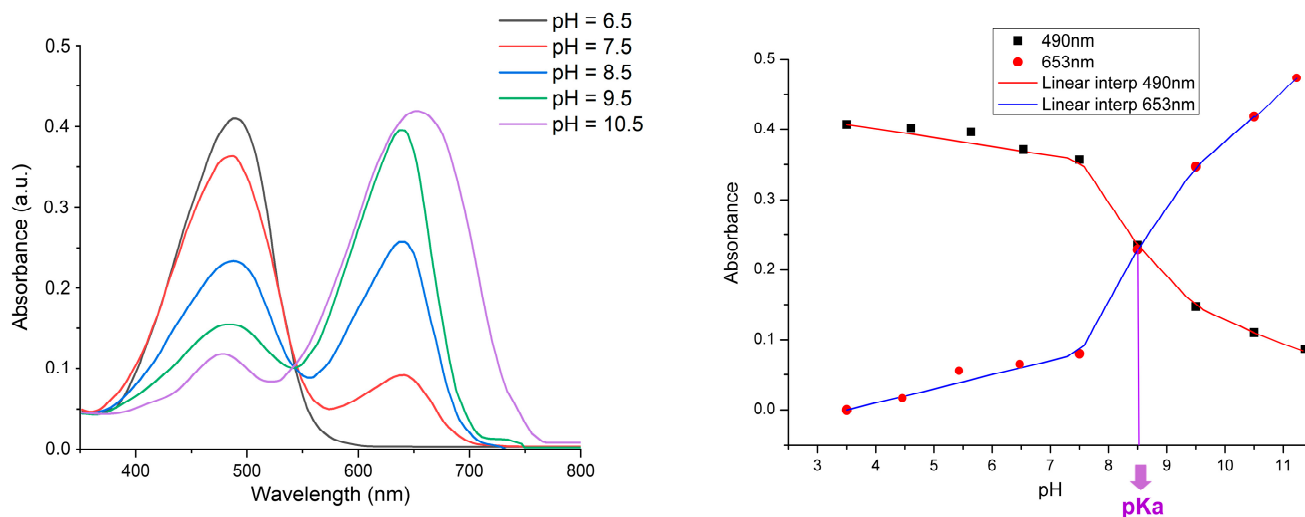 pH = 6.5
pH = 7.5
pH = 8.5
pH = 9.5
pH = 10.5
0.5
0.4
0.3
0.2
0.1
0.0
Absorbance (a.u.)
400 500 600 700 800
Wavelength (nm)
490nm
653nm
Linear interp 490nm
Linear interp 653nm
0.5
0.4
0.3
0.2
0.1
0.0
Absorbance
3 4 5 6 7 8 9 10 11
pH
pKa